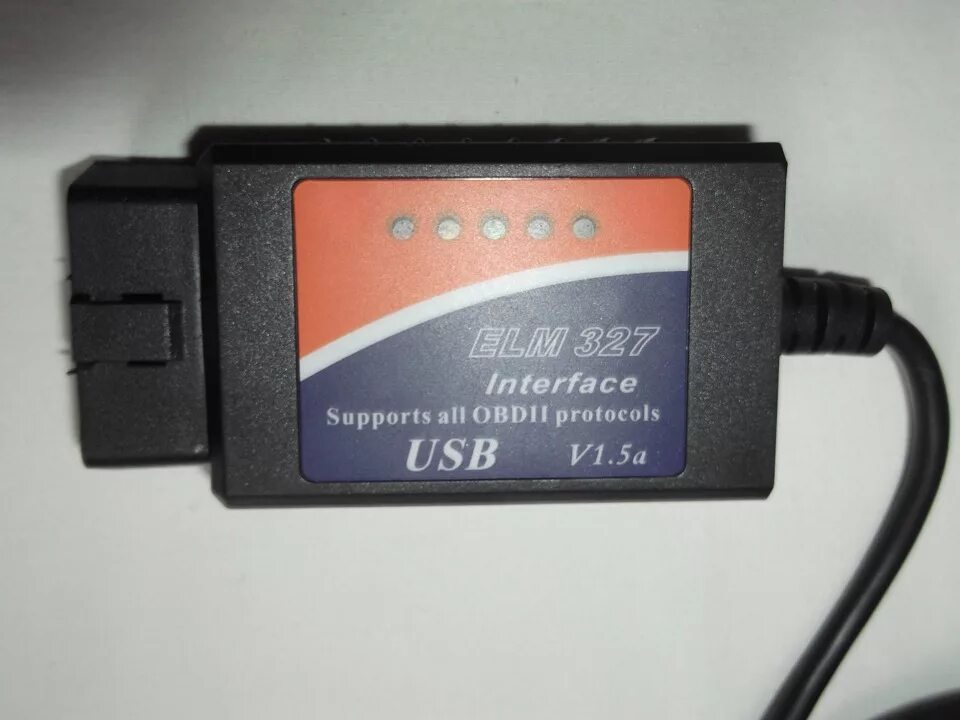 ELM 327
Interface
Supports all OBDII protocols
USB V1.5a